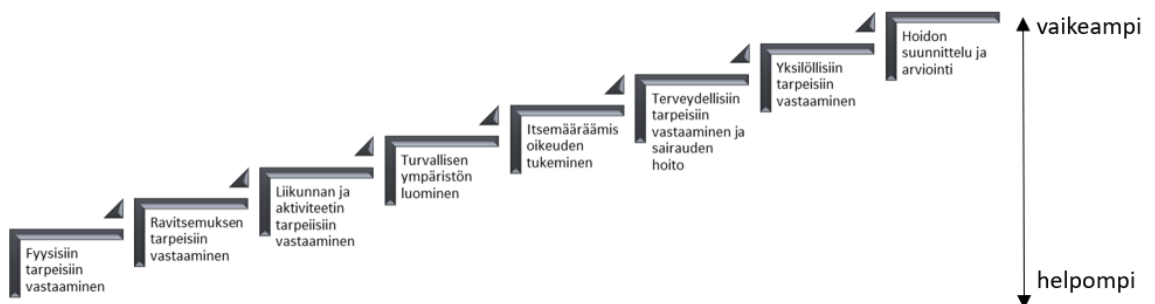 Fyysisiin
tarpeisiin
vastaaminen
Ravitsemuksen
tarpeisiin
vastaaminen
Liikunnan ja
aktiviteetin
tarpeiisiin
vastaaminen
Turvallisen
ympäristön
luominen
Itsemääräämis
oikeuden
tukeminen
Terveydellisiin
tarpeisiin
vastaaminen ja
sairauden
hoito
Yksilöllisiin
tarpeisiin
vastaaminen
Hoidon
suunnittelu ja
arviointi
vaikeampi
helpompi